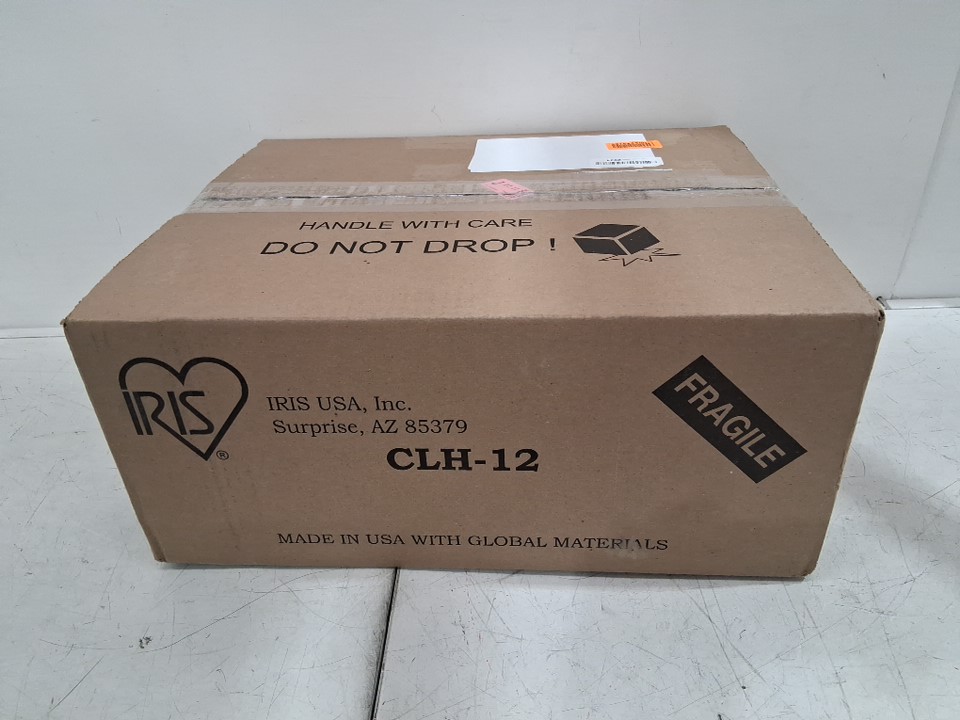 HANDLE WITH CARE
DO NOT DROP !
IRIS
®
IRIS USA, Inc.
Surprise, AZ 85379
CLH-12
FRAGILE
MADE IN USA WITH GLOBAL MATERIALS